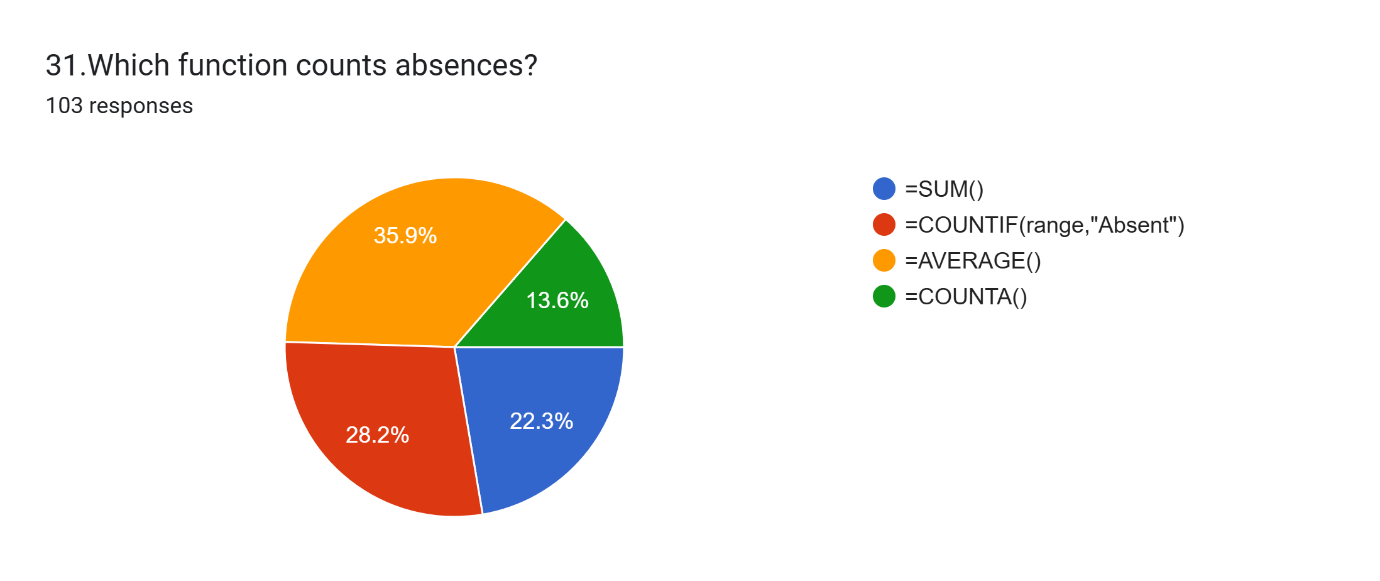 31.Which function counts absences?
103 responses
=SUM()
=COUNTIF(range,"Absent")
=AVERAGE()
=COUNTA()
35.9%
13.6%
22.3%
28.2%